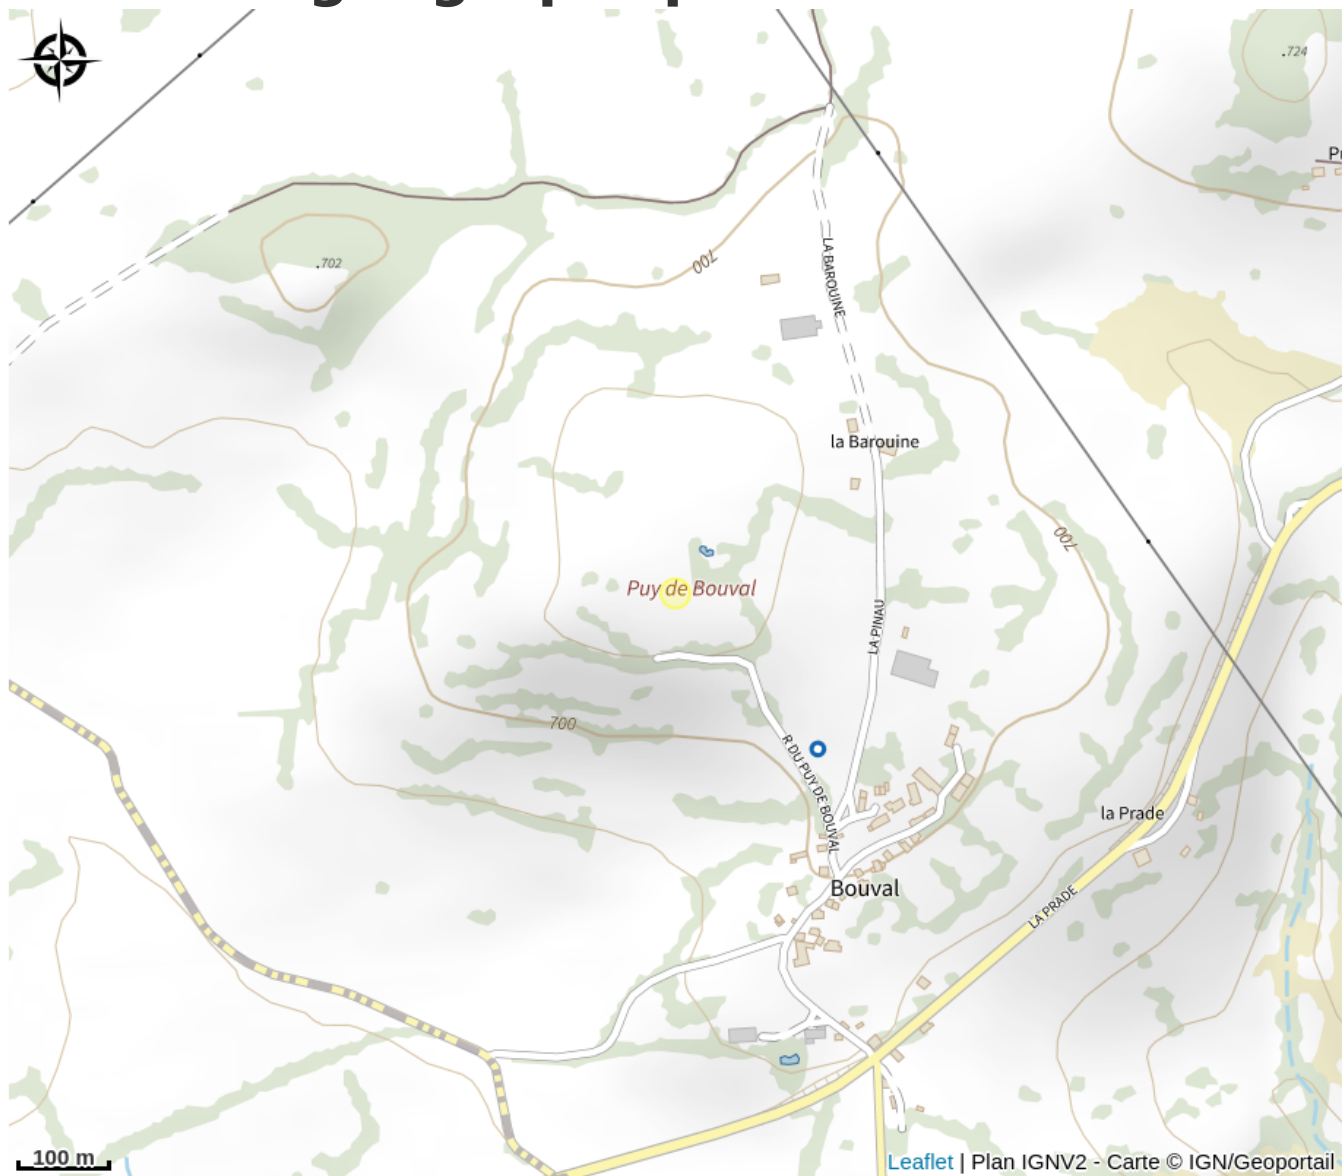 724
702
700
LA BAROUINE
la Barouine
700
Puy de Bouval
LA PINAU
700
R DU PUY DE BOUVAL
la Prade
Bouval
LA PRADE
100 m
Leaflet | Plan IGNV2 - Carte © IGN/Geoportail